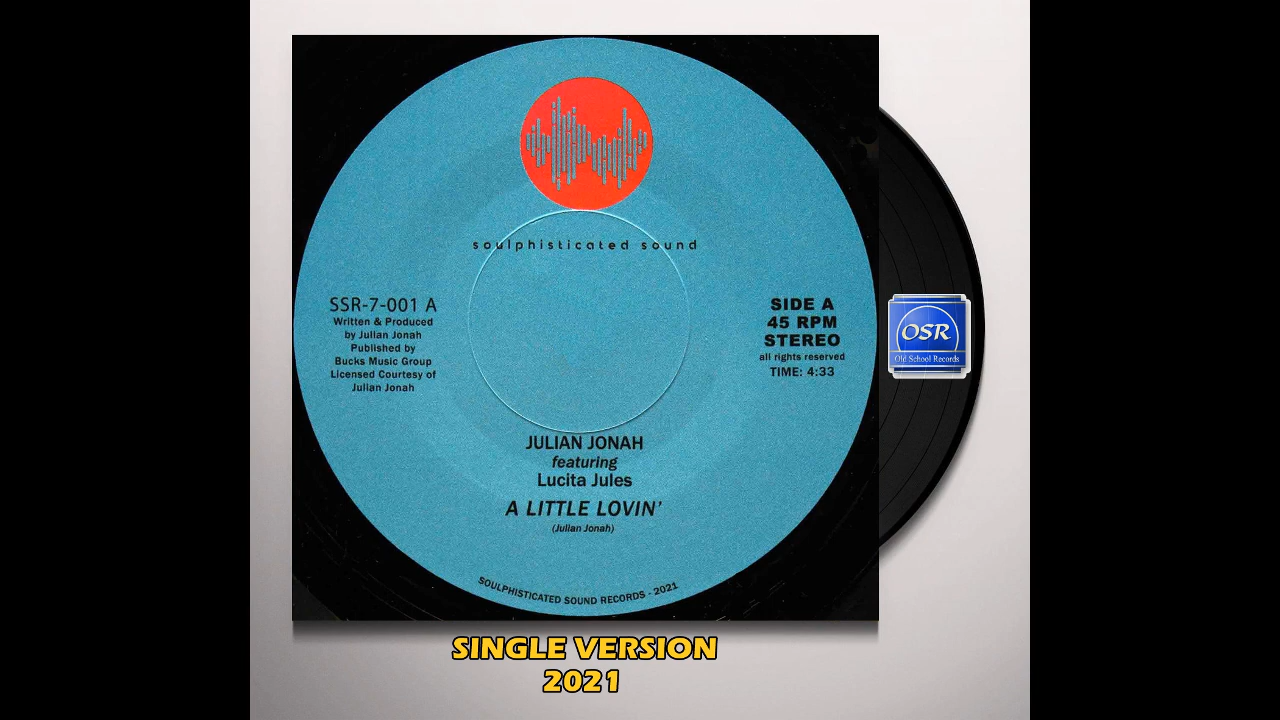 soulphisticated sound
SSR-7-001 A
Written & Produced
by Julian Jonah
Published by
Bucks Music Group
Licensed Courtesy of
Julian Jonah
SIDE A
45 RPM
STEREO
all rights reserved
TIME: 4:33
OSR
Old School Records
JULIAN JONAH
featuring
Lucita Jules
A LITTLE LOVIN'
(Julian Jonah)
SOULPHISTICATED SOUND RECORDS - 2021
SINGLE VERSION
2021